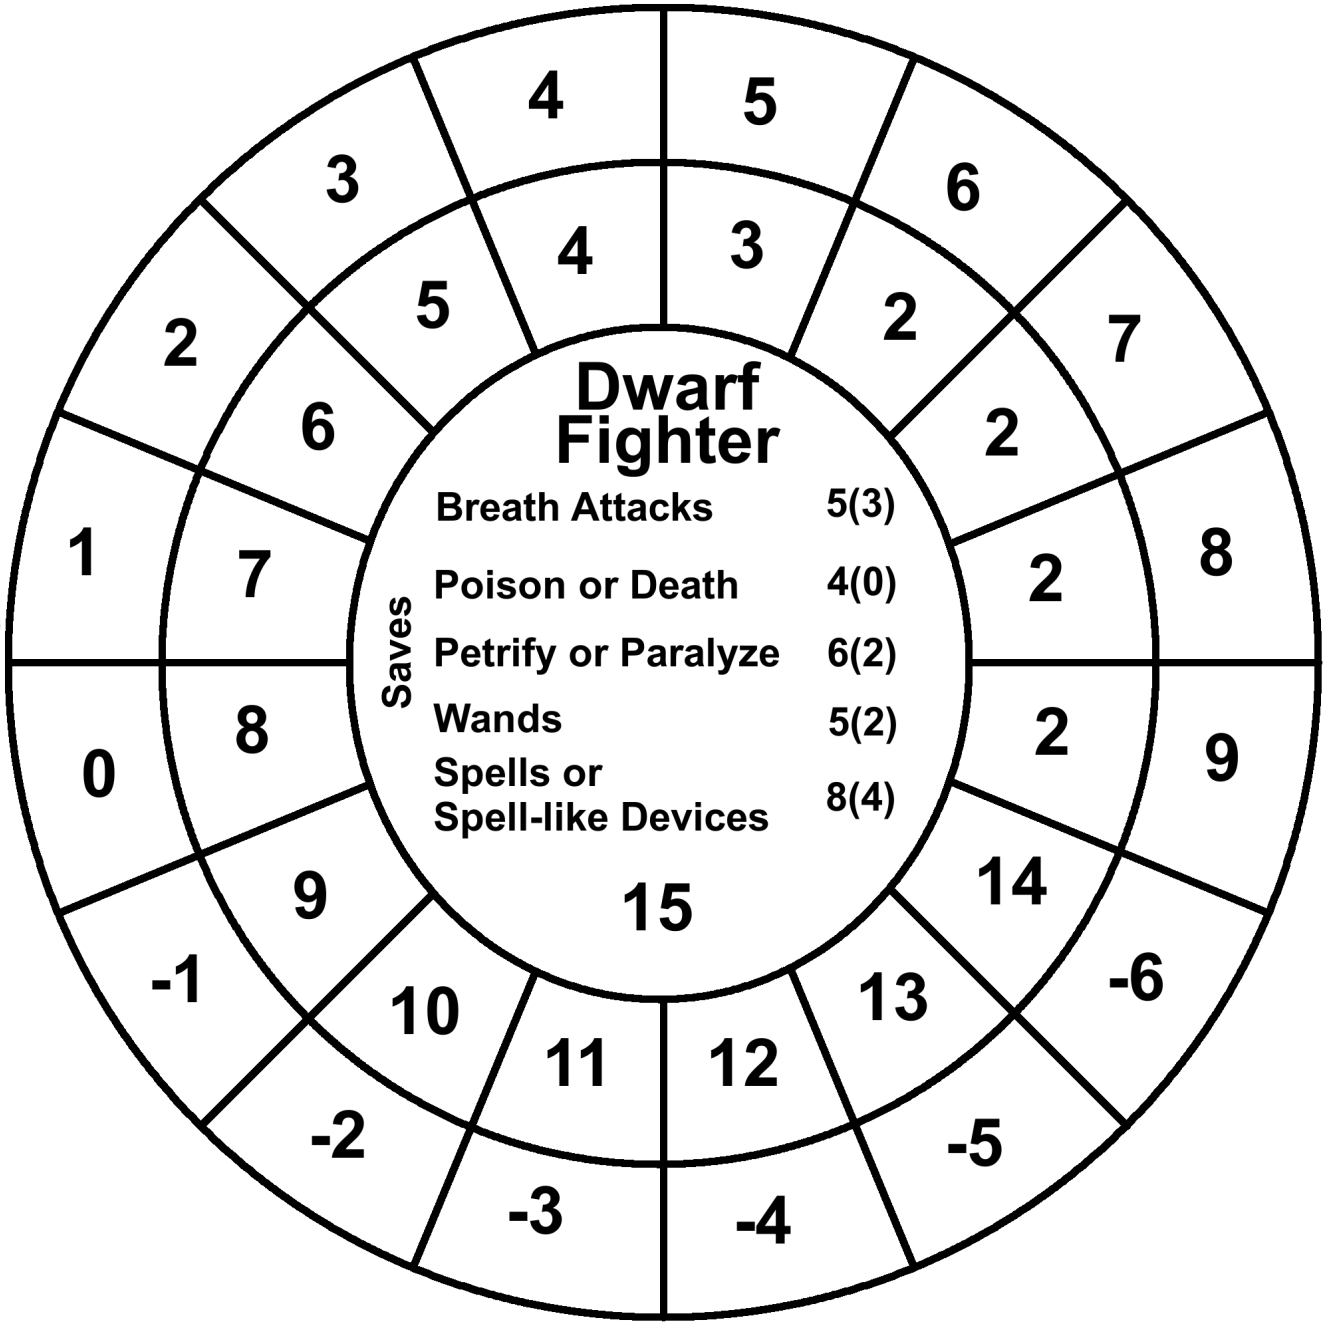 4 5
3 6
4 3
2 5 2 7
6 2
Dwarf
Fighter
1 7 2 8
Saves
Breath Attacks 5(3)
Poison or Death 4(0)
Petrify or Paralyze 6(2)
Wands 5(2)
Spells or
Spell-like Devices 8(4)
0 8 2 9
15
-1 9 14 -6
10 13
11 12
-2 -5
-3 -4